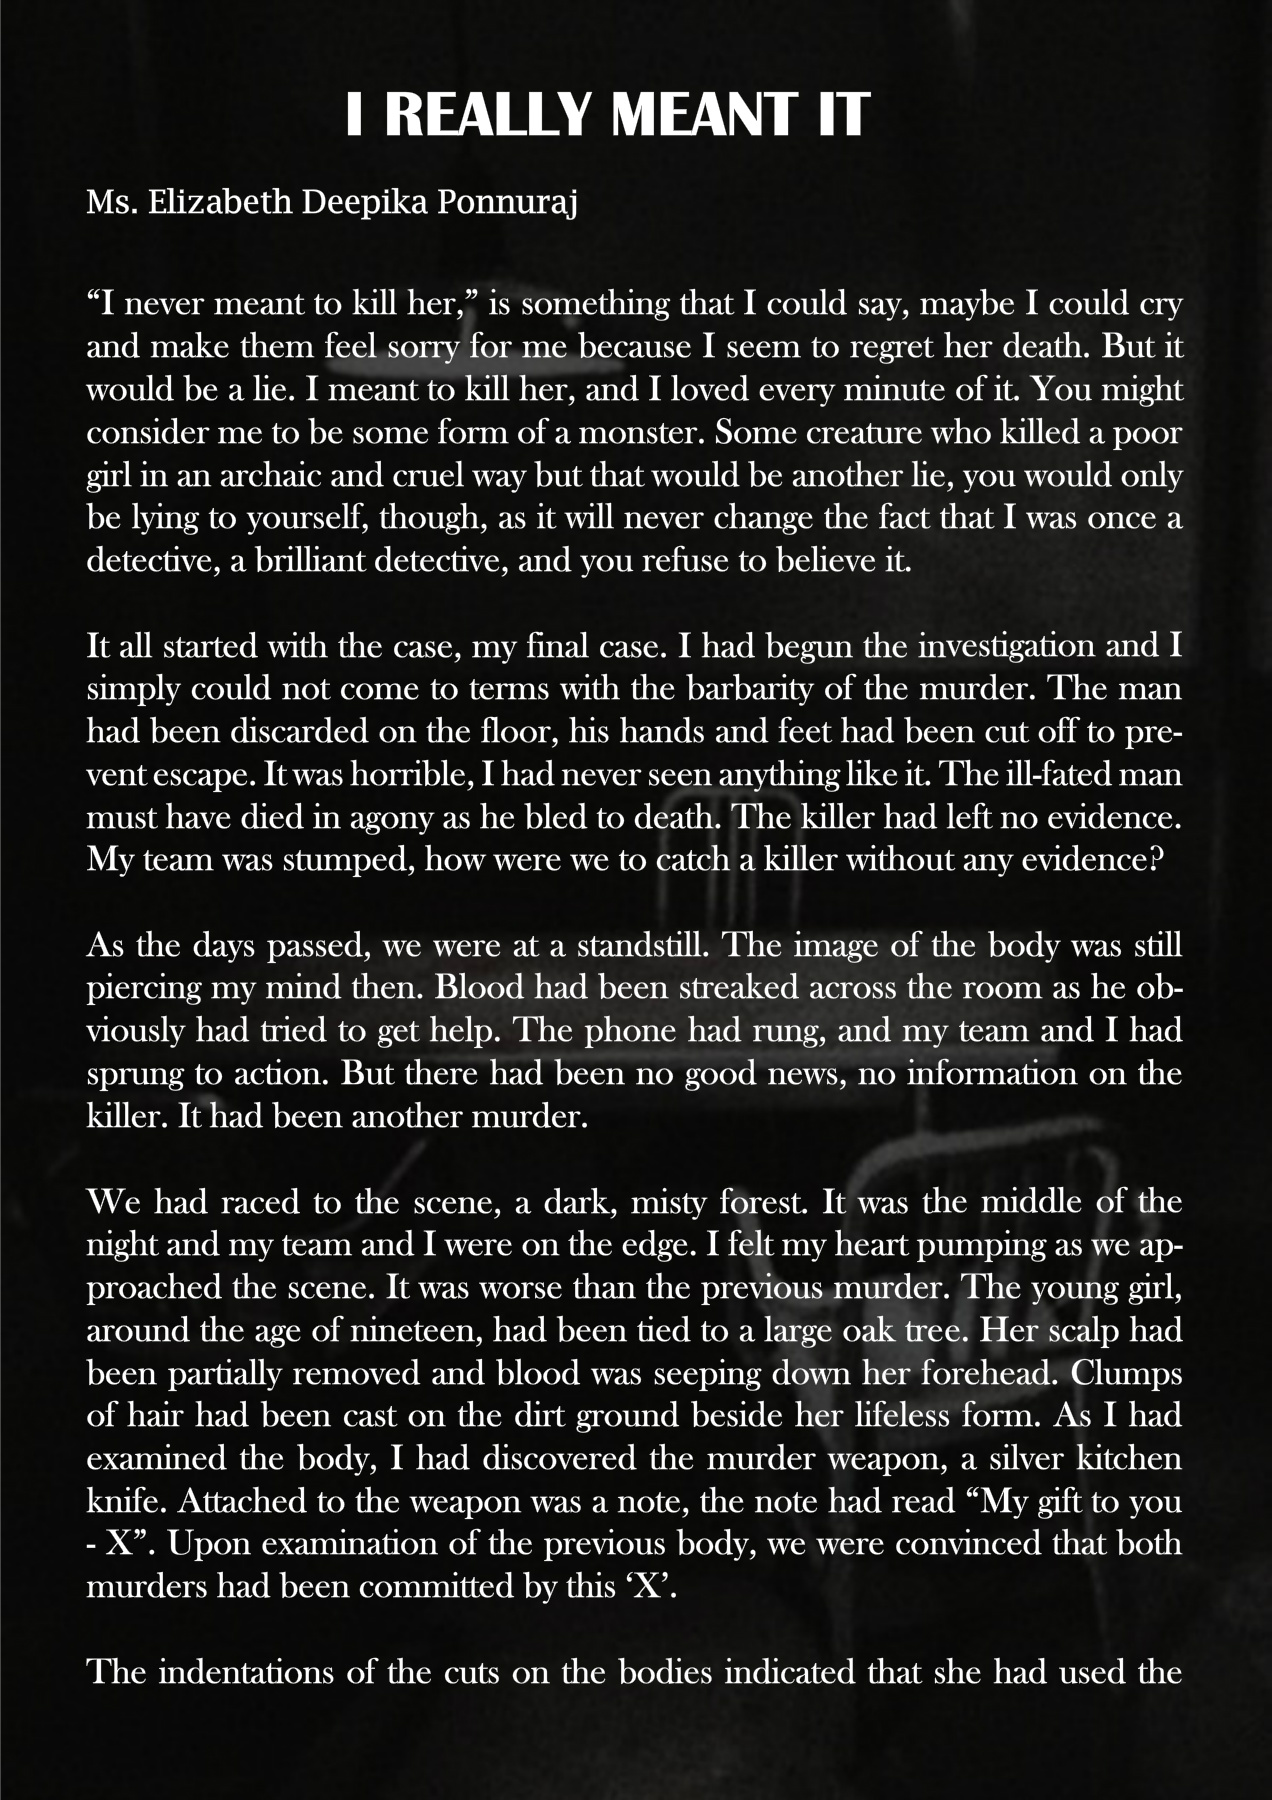 I REALLY MEANT IT
Ms. Elizabeth Deepika Ponnuraj
“I never meant to kill her,” is something that I could say, maybe I could cry
and make them feel sorry for me because I seem to regret her death. But it
would be a lie. I meant to kill her, and I loved every minute of it. You might
consider me to be some form of a monster. Some creature who killed a poor
girl in an archaic and cruel way but that would be another lie, you would only
be lying to yourself, though, as it will never change the fact that I was once a
detective, a brilliant detective, and you refuse to believe it.
It all started with the case, my final case. I had begun the investigation and I
simply could not come to terms with the barbarity of the murder. The man
had been discarded on the floor, his hands and feet had been cut off to pre-
vent escape. It was horrible, I had never seen anything like it. The ill-fated man
must have died in agony as he bled to death. The killer had left no evidence.
My team was stumped, how were we to catch a killer without any evidence?
As the days passed, we were at a standstill. The image of the body was still
piercing my mind then. Blood had been streaked across the room as he ob-
viously had tried to get help. The phone had rung, and my team and I had
sprung to action. But there had been no good news, no information on the
killer. It had been another murder.
We had raced to the scene, a dark, misty forest. It was the middle of the
night and my team and I were on the edge. I felt my heart pumping as we ap-
proached the scene. It was worse than the previous murder. The young girl,
around the age of nineteen, had been tied to a large oak tree. Her scalp had
been partially removed and blood was seeping down her forehead. Clumps
of hair had been cast on the dirt ground beside her lifeless form. As I had
examined the body, I had discovered the murder weapon, a silver kitchen
knife. Attached to the weapon was a note, the note had read “My gift to you
- X”. Upon examination of the previous body, we were convinced that both
murders had been committed by this ‘X’.
The indentations of the cuts on the bodies indicated that she had used the